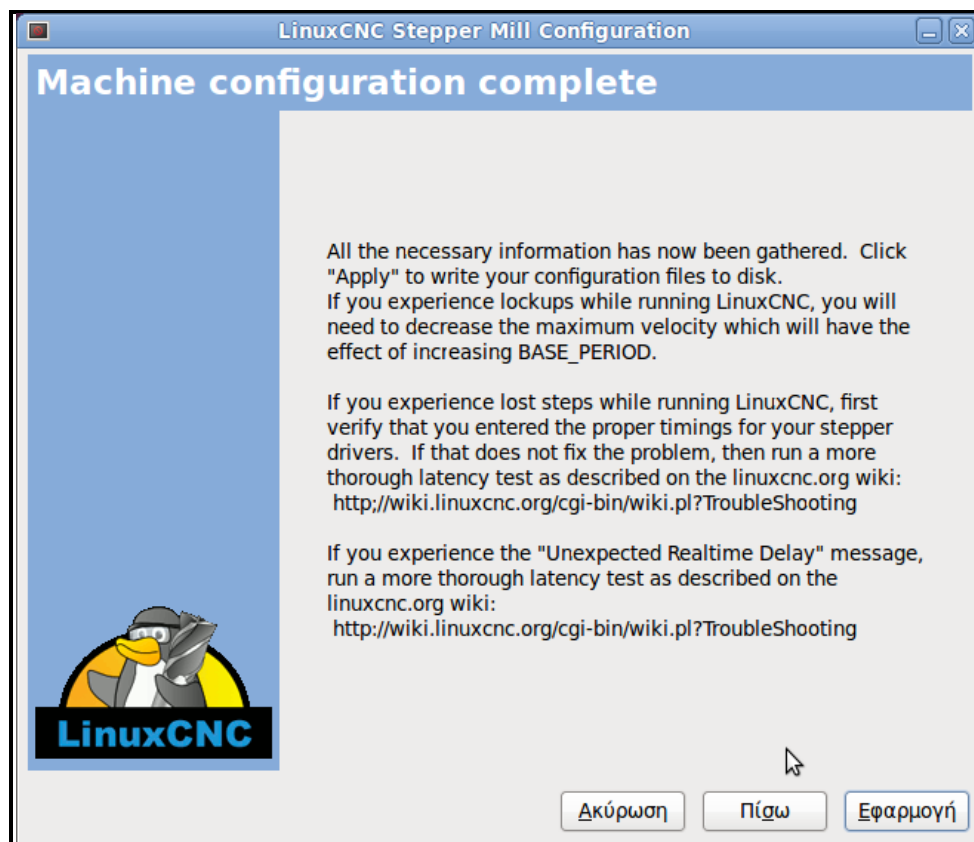 LinuxCNC Stepper Mill Configuration
Machine configuration complete
All the necessary information has now been gathered.  Click
"Apply" to write your configuration files to disk.
If you experience lockups while running LinuxCNC, you will
need to decrease the maximum velocity which will have the
effect of increasing BASE_PERIOD.
If you experience lost steps while running LinuxCNC, first
verify that you entered the proper timings for your stepper
drivers.  If that does not fix the problem, then run a more
thorough latency test as described on the linuxcnc.org wiki:
http;//wiki.linuxcnc.org/cgi-bin/wiki.pl?TroubleShooting
If you experience the "Unexpected Realtime Delay" message,
run a more thorough latency test as described on the
linuxcnc.org wiki:
http://wiki.linuxcnc.org/cgi-bin/wiki.pl?TroubleShooting
LinuxCNC
Ακύρωση Πίσω Εφαρμογή